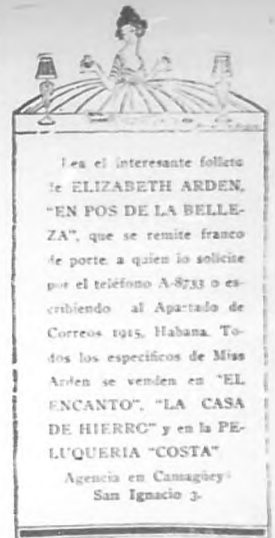 Lea el interesante folleto
de ELIZABETH ARDEN,
"EN POS DE LA BELLE-
ZA", que se remite franco
de porte, a quien lo solicite
por el teléfono A-8733 o es-
cribiendo al Apartado de
Correos 1915, Habana. To-
dos los específicos de Miss
Arden se venden en "EL
ENCANTO", "LA CASA
DE HIERRO" y en la PE-
LUQUERIA "COSTA"
Agencia en Camagüey:
San Ignacio 3.